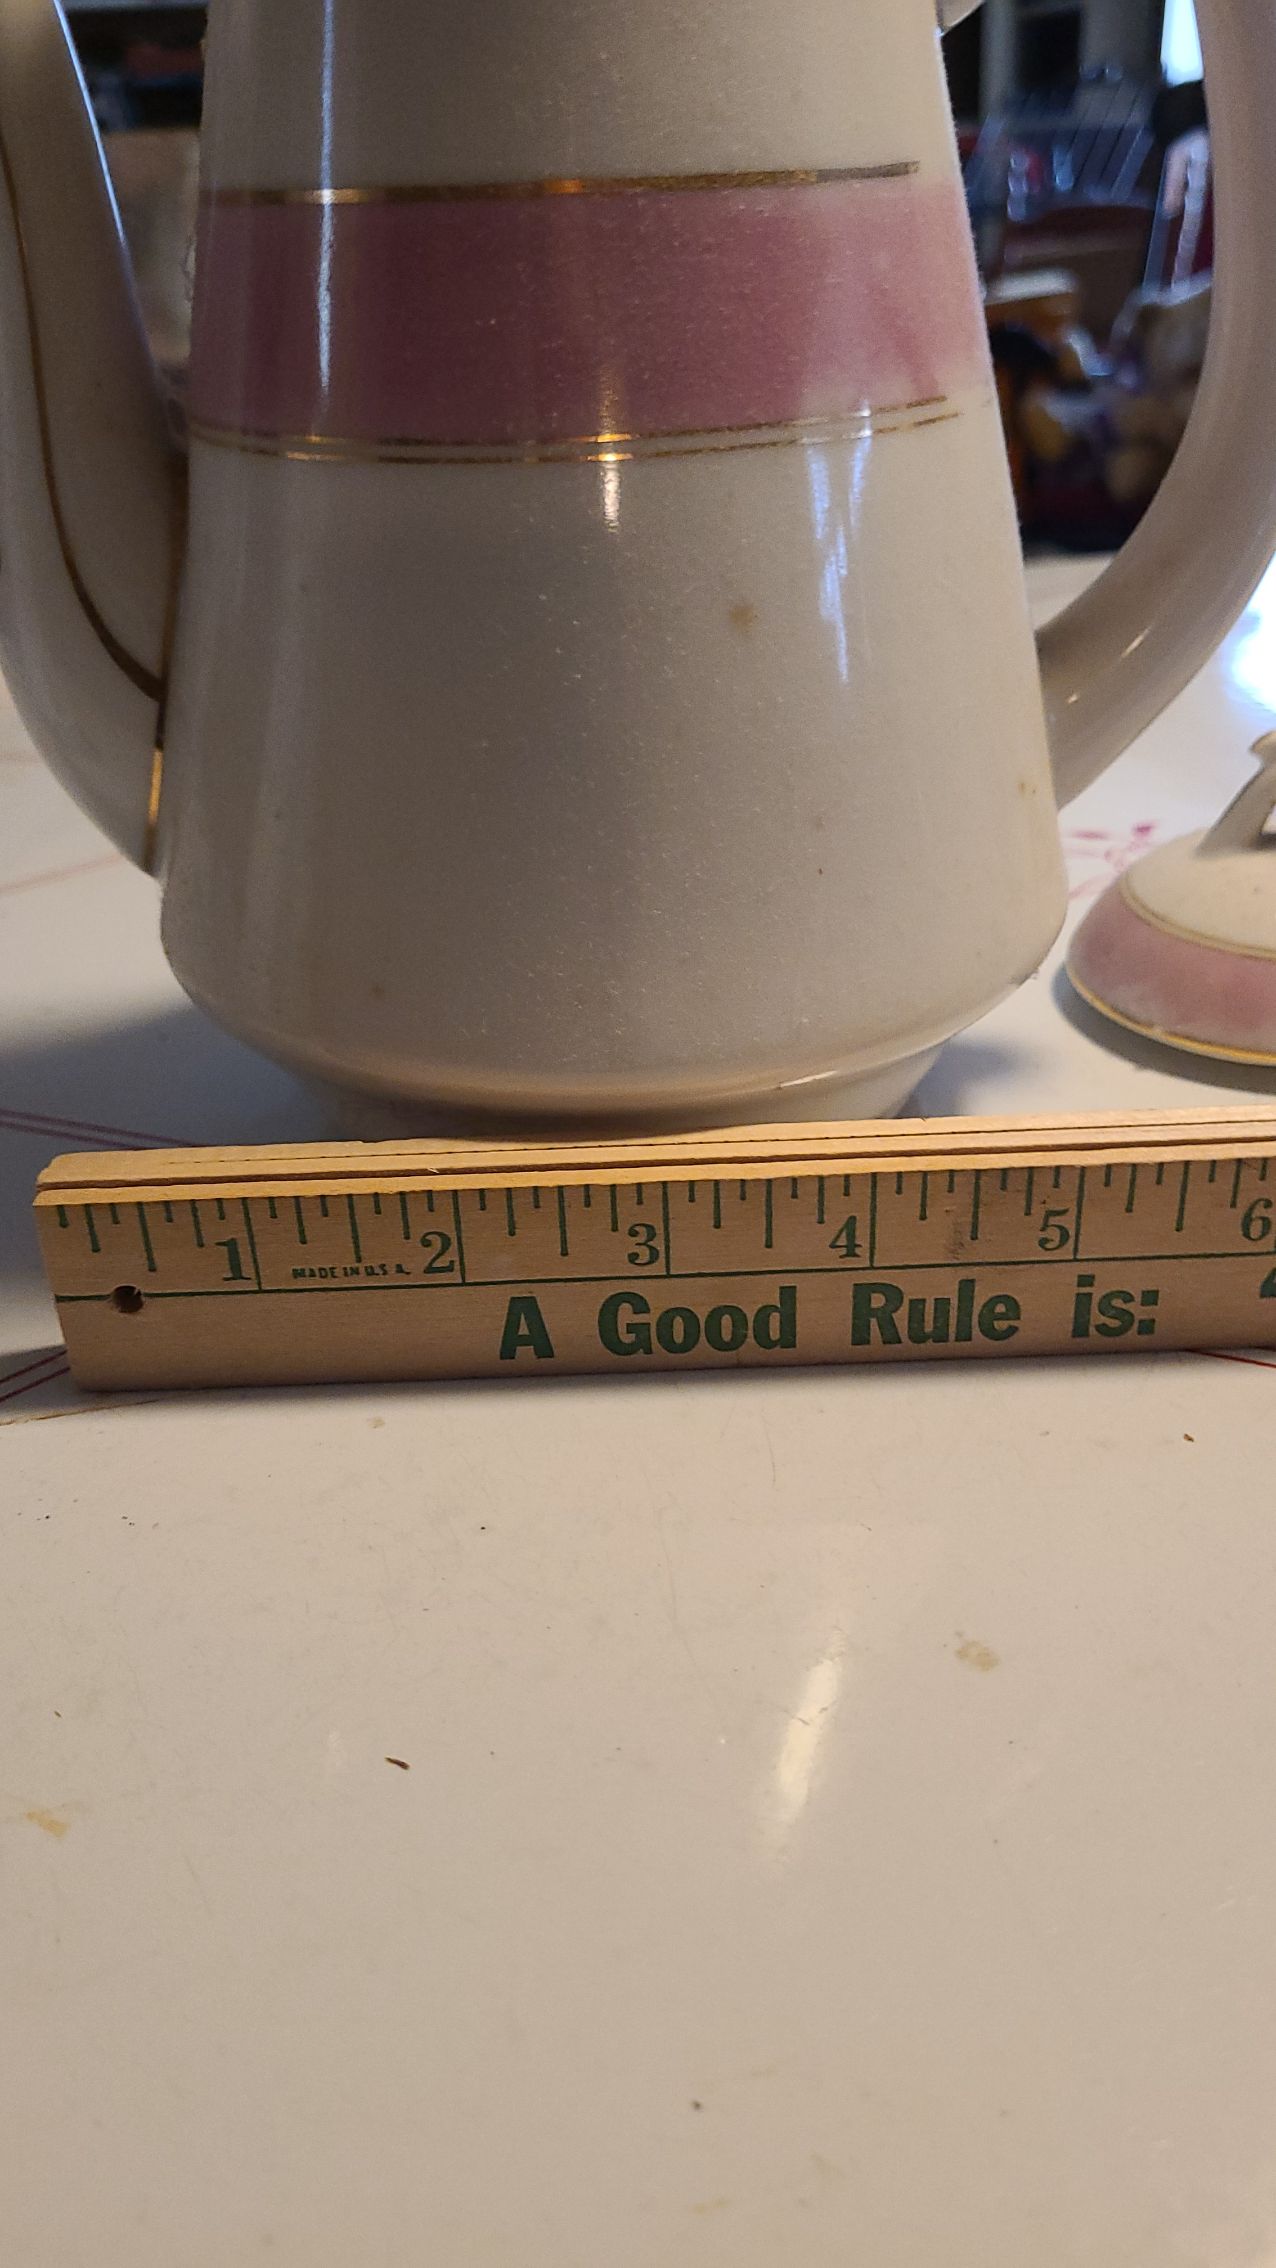 1 2 3 4 5 6
MADE IN U.S.A.
A Good Rule is: